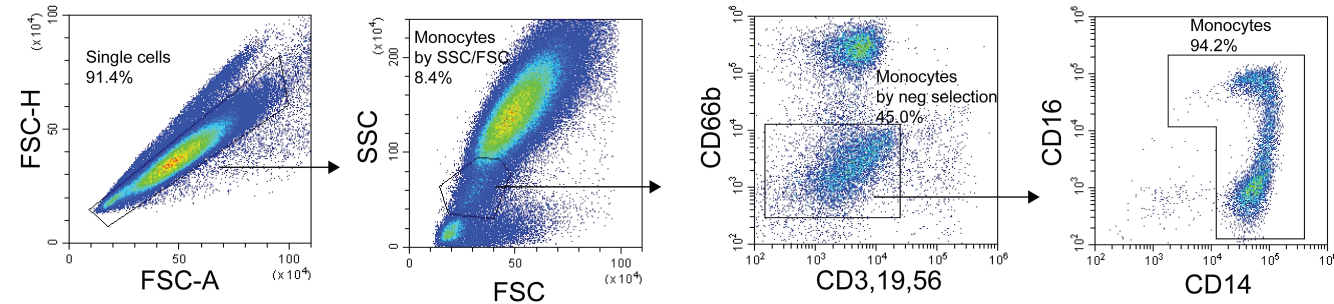 Single cells
91.4%
FSC-H
(x10⁴)
100
50
0
0
50
100
(x10⁴)
FSC-A
Monocytes
by SSC/FSC
8.4%
SSC
(x10⁴)
200
100
0
0
50
100
(x10⁴)
FSC
Monocytes
by neg selection
45.0%
CD66b
10⁶
10⁵
10⁴
10³
10²
10² 10³ 10⁴ 10⁵ 10⁶
CD3,19,56
Monocytes
94.2%
CD16
10⁶
10⁵
10⁴
10³
10²
10² 10³ 10⁴ 10⁵
CD14